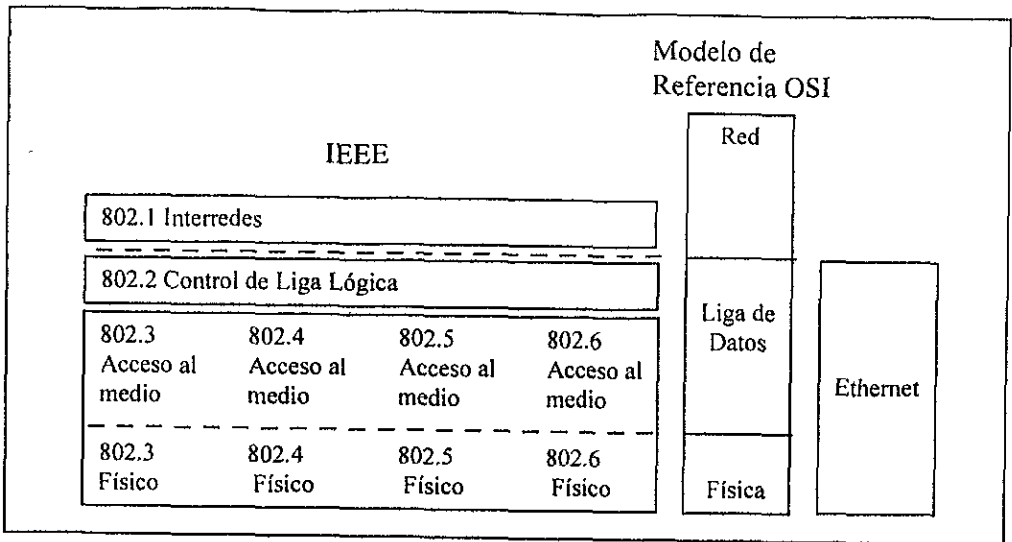 Modelo de
Referencia OSI
IEEE
Red
802.1 Interredes
802.2 Control de Liga Lógica
802.3
Acceso al
medio
802.4
Acceso al
medio
802.5
Acceso al
medio
802.6
Acceso al
medio
Liga de
Datos
Ethernet
802.3
Físico
802.4
Físico
802.5
Físico
802.6
Físico
Física